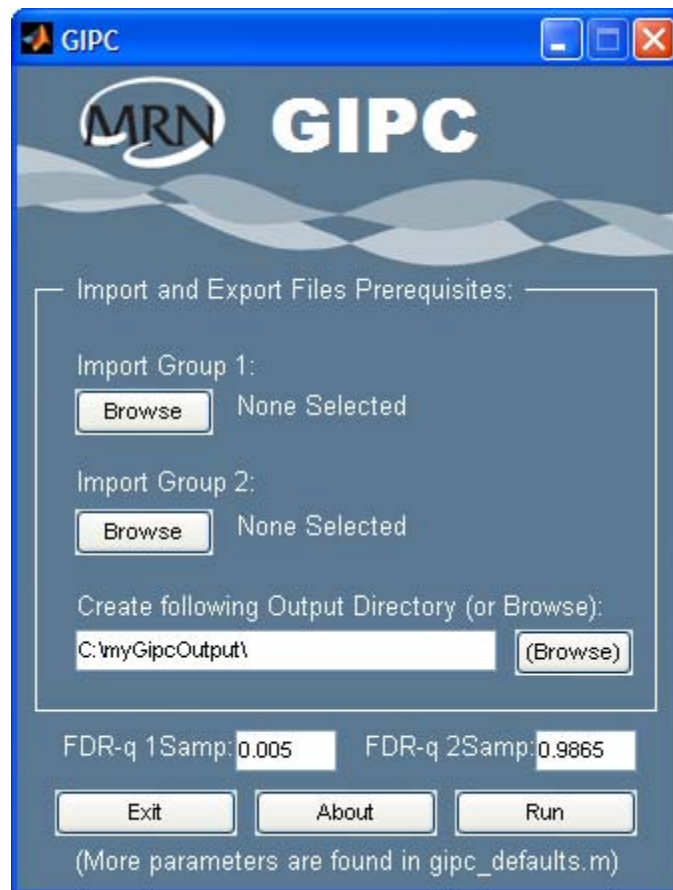 GIPC
MRN GIPC
Import and Export Files Prerequisites:
Import Group 1:
Browse None Selected
Import Group 2:
Browse None Selected
Create following Output Directory (or Browse):
C:\myGipcOutput\ (Browse)
FDR-q 1Samp: 0.005 FDR-q 2Samp: 0.9865
Exit About Run
(More parameters are found in gipc_defaults.m)